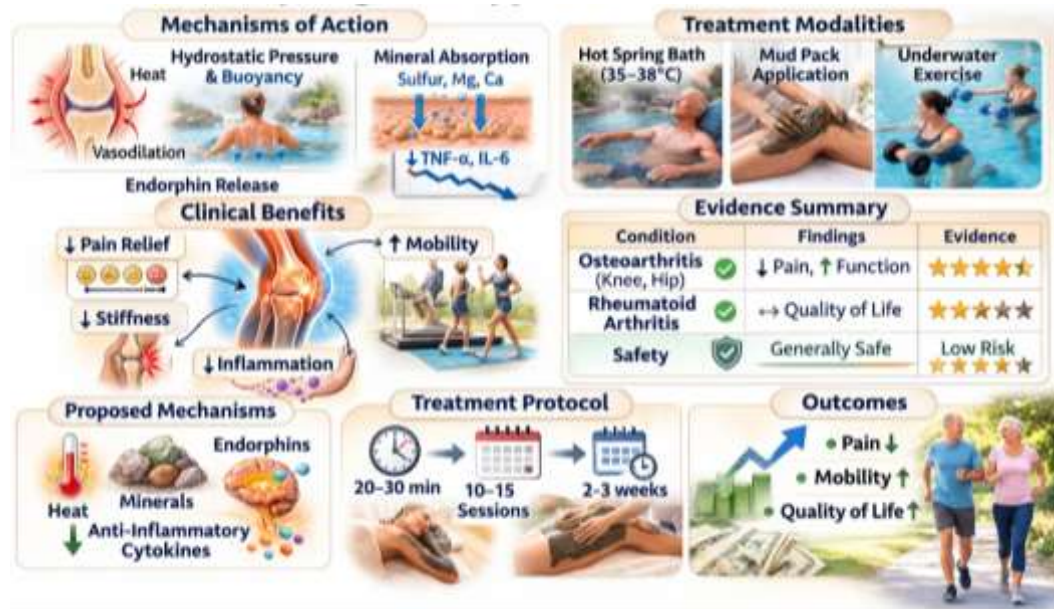 Mechanisms of Action
Heat
Vasodilation
Hydrostatic Pressure
& Buoyancy
Mineral Absorption
Sulfur, Mg, Ca
↓ TNF-α, IL-6
Endorphin Release
Treatment Modalities
Hot Spring Bath
(35–38°C)
Mud Pack
Application
Underwater
Exercise
Clinical Benefits
↓ Pain Relief
↓ Stiffness
↑ Mobility
↓ Inflammation
Evidence Summary
Condition Findings Evidence
Osteoarthritis
(Knee, Hip)
↓ Pain, ↑ Function
Rheumatoid
Arthritis
↔ Quality of Life
Safety
Generally Safe
Low Risk
Proposed Mechanisms
Heat
Minerals
Endorphins
↓ Anti-Inflammatory
Cytokines
Treatment Protocol
20–30 min
10–15
Sessions
2-3 weeks
Outcomes
• Pain ↓
• Mobility ↑
• Quality of Life ↑